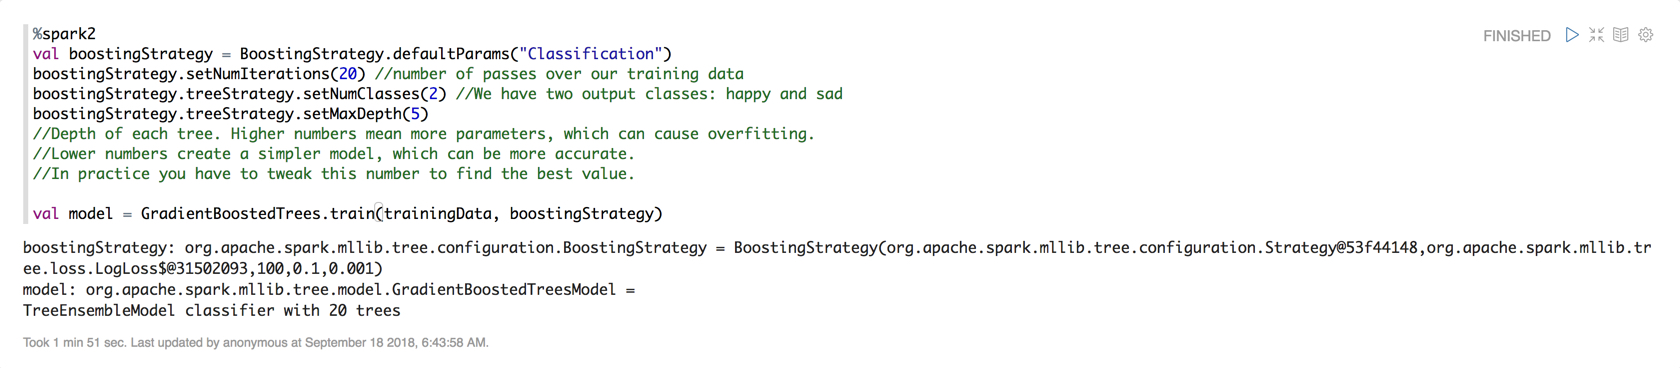 %spark2
FINISHED
val boostingStrategy = BoostingStrategy.defaultParams("Classification")
boostingStrategy.setNumIterations(20) //number of passes over our training data
boostingStrategy.treeStrategy.setNumClasses(2) //We have two output classes: happy and sad
boostingStrategy.treeStrategy.setMaxDepth(5)
//Depth of each tree. Higher numbers mean more parameters, which can cause overfitting.
//Lower numbers create a simpler model, which can be more accurate.
//In practice you have to tweak this number to find the best value.
val model = GradientBoostedTrees.train(trainingData, boostingStrategy)
boostingStrategy: org.apache.spark.mllib.tree.configuration.BoostingStrategy = BoostingStrategy(org.apache.spark.mllib.tree.configuration.Strategy@53f44148,org.apache.spark.mllib.tr
ee.loss.LogLoss$@31502093,100,0.1,0.001)
model: org.apache.spark.mllib.tree.model.GradientBoostedTreesModel =
TreeEnsembleModel classifier with 20 trees
Took 1 min 51 sec. Last updated by anonymous at September 18 2018, 6:43:58 AM.